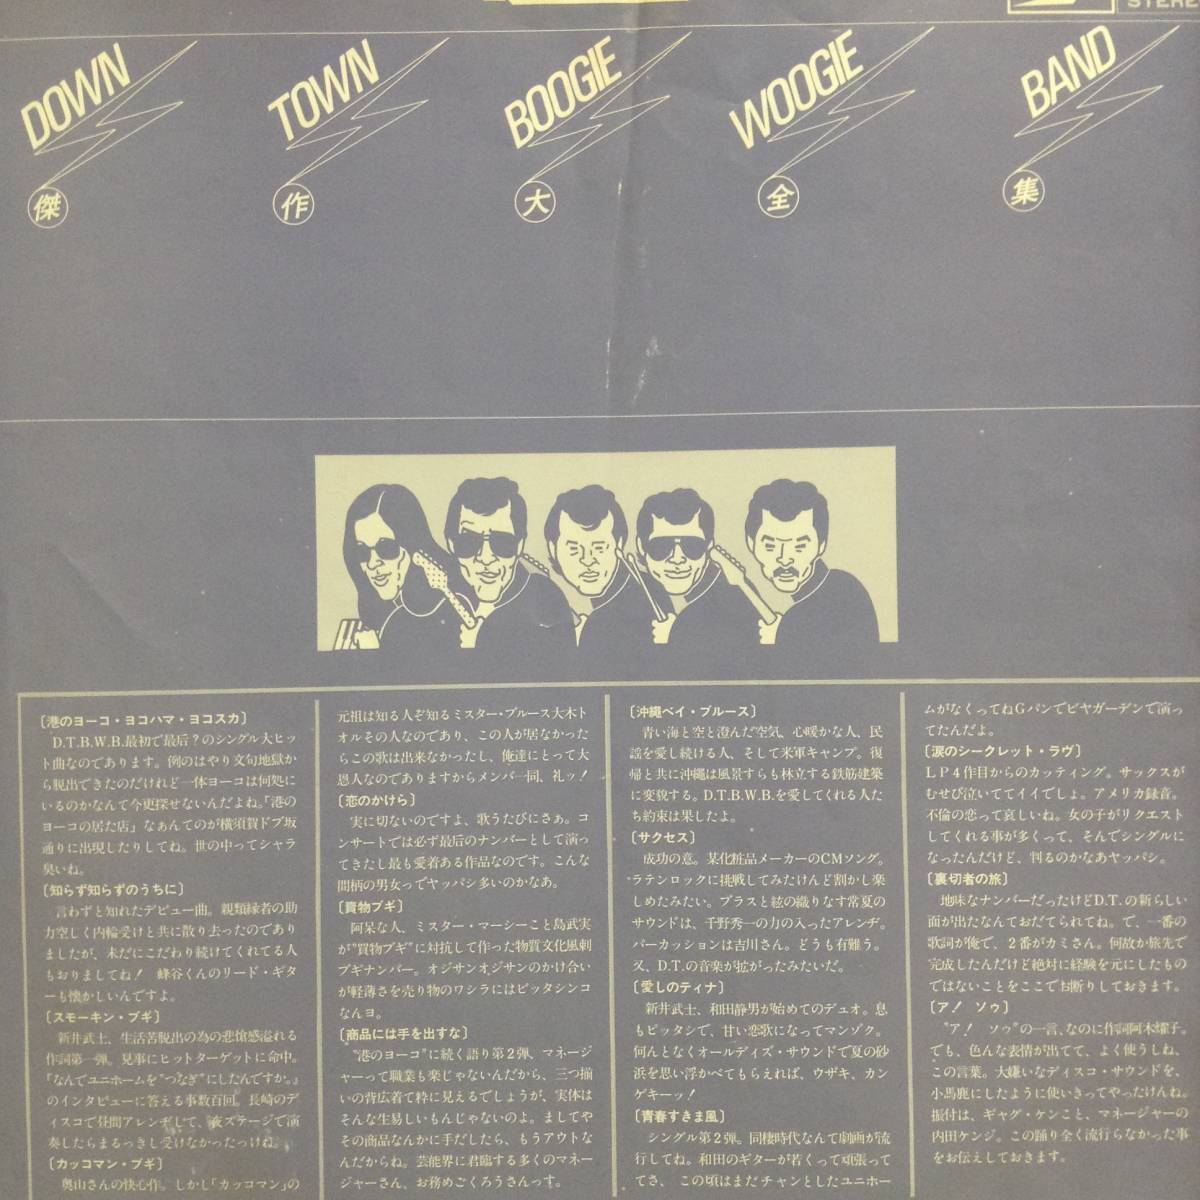 STEREO
DOWN TOWN BOOGIE WOOGIE BAND
傑 作 大 全 集
〔港のヨーコ・ヨコハマ・ヨコスカ〕
D.T.B.W.B.最初で最后？のシングル大ヒッ
ト曲なのであります。例のはやり文句地獄か
ら脱出できたのだけれど一体ヨーコは何処に
いるのかなんて今更探せないんだよね。「港の
ヨーコの居た店」なぁんてのが横須賀ドブ坂
通りに出現したりしてね。世の中ってシャラ
臭いね。
〔知らず知らずのうちに〕
言わずと知れたデビュー曲。親類縁者の助
力空しく内輪受けと共に散り去ったのであり
ましたが、未だにこだわり続けてくれてる人
もおりましてね！ 蜂谷くんのリード・ギタ
ーも懐かしいんですよ。
〔スモーキン・ブギ〕
新井武士、生活苦脱出の為の悲愴感溢れる
作詞第一弾。見事にヒットターゲットに命中。
「なんでユニホームを"つなぎ"にしたんですか。」
のインタビューに答える事数百回。長崎のデ
ィスコで昼間アレンヂして、夜ステージで演
奏したらまるっきし受けなかったっけね。
〔カッコマン・ブギ〕
奥山さんの快心作。しかし「カッコマン」の
元祖は知る人ぞ知るミスター・ブルース大木ト
オルその人なのであり、この人が居なかった
らこの歌は出来なかったし、俺達にとって大
恩人なのでありますからメンバー同、礼ッ！
〔恋のかけら〕
実に切ないのですよ、歌うたびにさぁ。コ
ンサートでは必ず最后のナンバーとして演っ
てきたし最も愛着ある作品なのです。こんな
間柄の男女ってヤッパシ多いのかなあ。
〔賣物ブギ〕
阿呆な人、ミスター・マーシーこと島武実
が"買物ブギ"に対抗して作った物質文化風刺
ブギナンバー。オジサンオジサンのかけ合い
が軽薄さを売り物のワシラにはピッタシンコ
なんヨ。
〔商品には手を出すな〕
"港のヨーコ"に続く語り第2弾、マネージ
ャーって職業も楽じゃないんだから、三つ揃
いの背広着て粋に見えるでしょうが、実体は
そんな生易しいもんじゃないのよ。ましてや
その商品なんかに手だしたら、もうアウトな
んだからね。芸能界に君臨する多くのマネー
ジャーさん、お務めごくろうさんっす。
〔沖縄ベイ・ブルース〕
青い海と空と澄んだ空気、心暖かな人、民
謡を愛し続ける人、そして米軍キャンプ。復
帰と共に沖縄は風景すらも林立する鉄筋建築
に変貌する。D.T.B.W.B.を愛してくれる人た
ち約束は果したよ。
〔サクセス〕
成功の意。某化粧品メーカーのCMソング。
ラテンロックに挑戦してみたけんど割かし楽
しめたみたい。ブラスと絃の織りなす常夏の
サウンドは、千野秀一の力の入ったアレンヂ。
パーカッションは吉川さん。どうも有難う。
又、D.T.の音楽が拡がったみたいだ。
〔愛しのティナ〕
新井武士、和田静男が始めてのデュオ。息
もピッタシで、甘い恋歌になってマンゾク。
何んとなくオールディズ・サウンドで夏の砂
浜を思い浮かべてもらえれば、ウザキ、カン
ゲキーッ！
〔青春すきま風〕
シングル第2弾。同棲時代なんて劇画が流
行してね。和田のギターが若くって頑張って
てさ、この頃はまだチャンとしたユニホー
ムがなくってねGパンでビヤガーデンで演っ
てたんだよ。
〔涙のシークレット・ラヴ〕
LP4作目からのカッティング。サックスが
むせび泣いててイイでしょ。アメリカ録音。
不倫の恋って哀しいね。女の子がリクエスト
してくれる事が多くって、そんでシングルに
なったんだけど、判るのかなあヤッパシ。
〔裏切者の旅〕
地味なナンバーだったけどD.T.の新らしい
面が出たなんておだてられてね。で、一番の
歌詞が俺で、2番がカミさん。何故か旅先で
完成したんだけど絶対に経験を元にしたもの
ではないことをここでお断りしておきます。
〔ア！ ソゥ〕
"ア！ ソゥ"の一言、なのに作詞阿木燿子。
でも、色んな表情が出てて、よく使うしね、
この言葉。大嫌いなディスコ・サウンドを、
小馬鹿にしたように使いきってやったけんね。
振付は、ギャグ・ケンこと、マネージャーの
内田ケンジ。この踊り全く流行らなかった事
をお伝えしておきます。